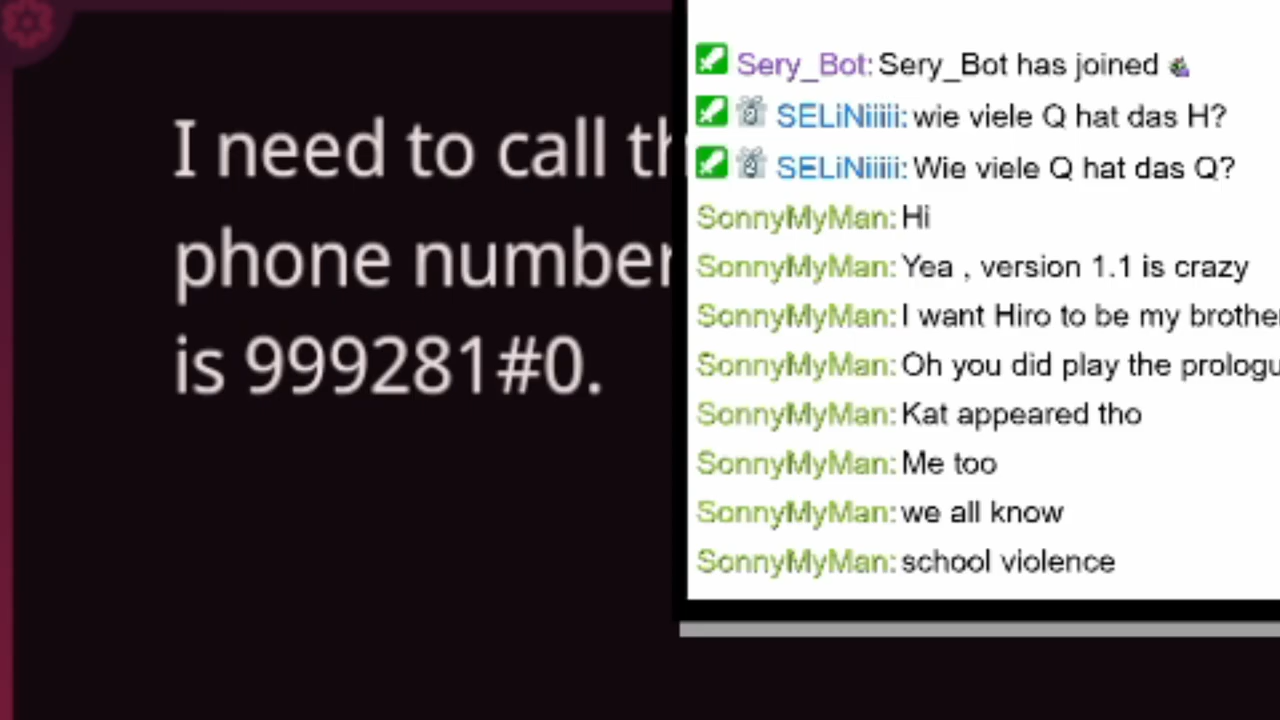 I need to call
phone number
is 999281#0.
Sery_Bot: Sery_Bot has joined
SELiNiiiii: wie viele Q hat das H?
SELiNiiiii: Wie viele Q hat das Q?
SonnyMyMan: Hi
SonnyMyMan: Yea , version 1.1 is crazy
SonnyMyMan: I want Hiro to be my brother
SonnyMyMan: Oh you did play the prologu
SonnyMyMan: Kat appeared tho
SonnyMyMan: Me too
SonnyMyMan: we all know
SonnyMyMan: school violence